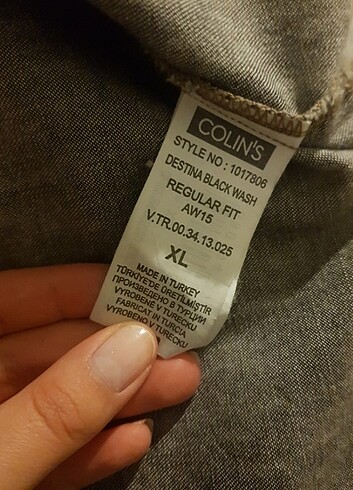 COLIN'S
STYLE NO : 1017806
DESTINA BLACK WASH
REGULAR FIT
AW15
V.TR.00.34.13.025
XL
MADE IN TURKEY
TÜRKİYE'DE ÜRETİLMİŞTİR
ПРОИЗВЕДЕНО В ТУРЦИИ
VYROBENÉ V TURECKU
FABRICAT IN TURCIA
VYROBENO V TURECKU